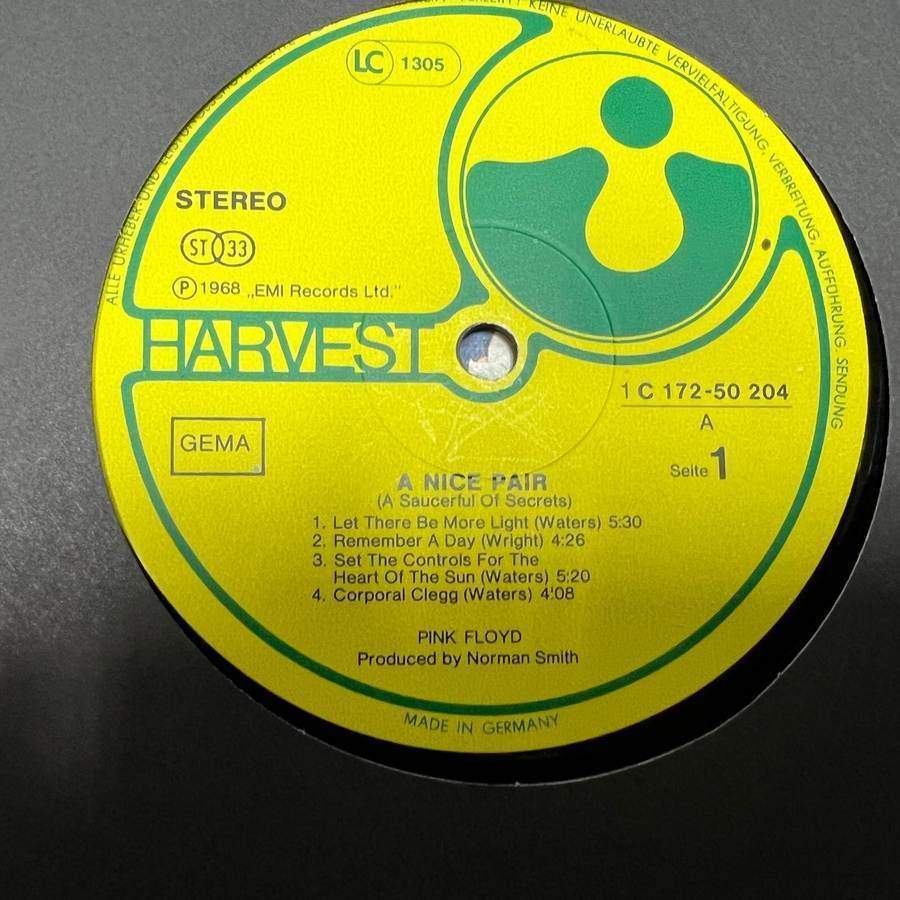 KEINE UNERLAUBTE VERVIELFÄLTIGUNG, VERBREITUNG, AUFFÜHRUNG, SENDUNG
ALLE URHEBER- UND
LC 1305
STEREO
ST 33
Ⓟ 1968 „EMI Records Ltd.”
HARVEST
1 C 172-50 204
A
Seite 1
GEMA
A NICE PAIR
(A Saucerful Of Secrets)
1. Let There Be More Light (Waters) 5:30
2. Remember A Day (Wright) 4:26
3. Set The Controls For The
Heart Of The Sun (Waters) 5:20
4. Corporal Clegg (Waters) 4:08
PINK FLOYD
Produced by Norman Smith
MADE IN GERMANY